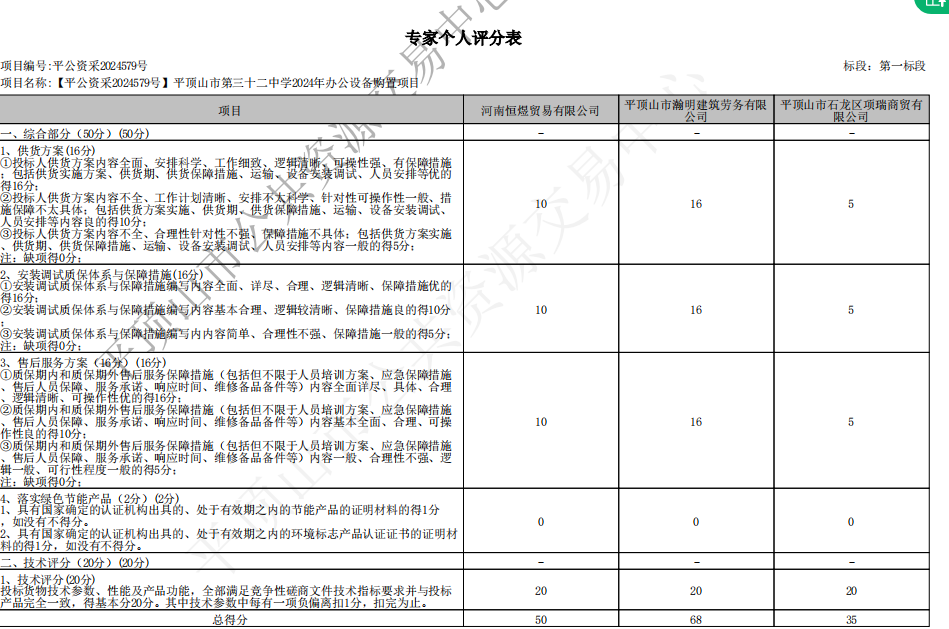 专家个人评分表
项目编号:平公资采2024579号
标段: 第一标段
项目名称:【平公资采2024579号】平顶山市第三十二中学2024年办公设备购置项目
项目
河南恒煜贸易有限公司
平顶山市瀚明建筑劳务有限
公司
平顶山市石龙区项瑞商贸有
限公司
一、综合部分（50分）(50分)
-
-
-
1、供货方案(16分)
①投标人供货方案内容全面、安排科学、工作细致、逻辑清晰、可操作性强、有保障措施
；包括供货实施方案、供货期、供货保障措施、运输、设备安装调试、人员安排等优的
得16分；
②投标人供货方案内容不全、工作计划清晰、安排不太科学、针对性可操作性一般、措
施保障不太具体；包括供货方案实施、供货期、供货保障措施、运输、设备安装调试、
人员安排等内容良的得10分；
③投标人供货方案内容不全、合理性针对性不强、保障措施不具体；包括供货方案实施
、供货期、供货保障措施、运输、设备安装调试、人员安排等内容一般的得5分；
注：缺项得0分；
10
16
5
2、安装调试质保体系与保障措施(16分)
①安装调试质保体系与保障措施编写内容全面、详尽、合理、逻辑清晰、保障措施优的
得16分；
②安装调试质保体系与保障措施编写内容基本合理、逻辑较清晰、保障措施良的得10分
；
③安装调试质保体系与保障措施编写内内容简单、合理性不强、保障措施一般的得5分；
注：缺项得0分；
10
16
5
3、售后服务方案（16分）(16分)
①质保期内和质保期外售后服务保障措施（包括但不限于人员培训方案、应急保障措施
、售后人员保障、服务承诺、响应时间、维修备品备件等）内容全面详尽、具体、合理
、逻辑清晰、可操作性优的得16分；
②质保期内和质保期外售后服务保障措施（包括但不限于人员培训方案、应急保障措施
、售后人员保障、服务承诺、响应时间、维修备品备件等）内容基本全面、合理、可操
作性良的得10分；
③质保期内和质保期外售后服务保障措施（包括但不限于人员培训方案、应急保障措施
、售后人员保障、服务承诺、响应时间、维修备品备件等）内容一般、合理性不强、逻
辑一般、可行性程度一般的得5分；
注：缺项得0分；
10
16
5
4、落实绿色节能产品（2分）(2分)
1、具有国家确定的认证机构出具的、处于有效期之内的节能产品的证明材料的得1分
，如没有不得分。
2、具有国家确定的认证机构出具的、处于有效期之内的环境标志产品认证证书的证明材
料的得1分，如没有不得分。
0
0
0
二、技术评分（20分）(20分)
-
-
-
1、技术评分(20分)
投标货物技术参数、性能及产品功能，全部满足竞争性磋商文件技术指标要求并与投标
产品完全一致，得基本分20分。其中技术参数中每有一项负偏离扣1分，扣完为止。
20
20
20
总得分
50
68
35
平顶山市公共资源交易中心
平顶山市公共资源交易中心